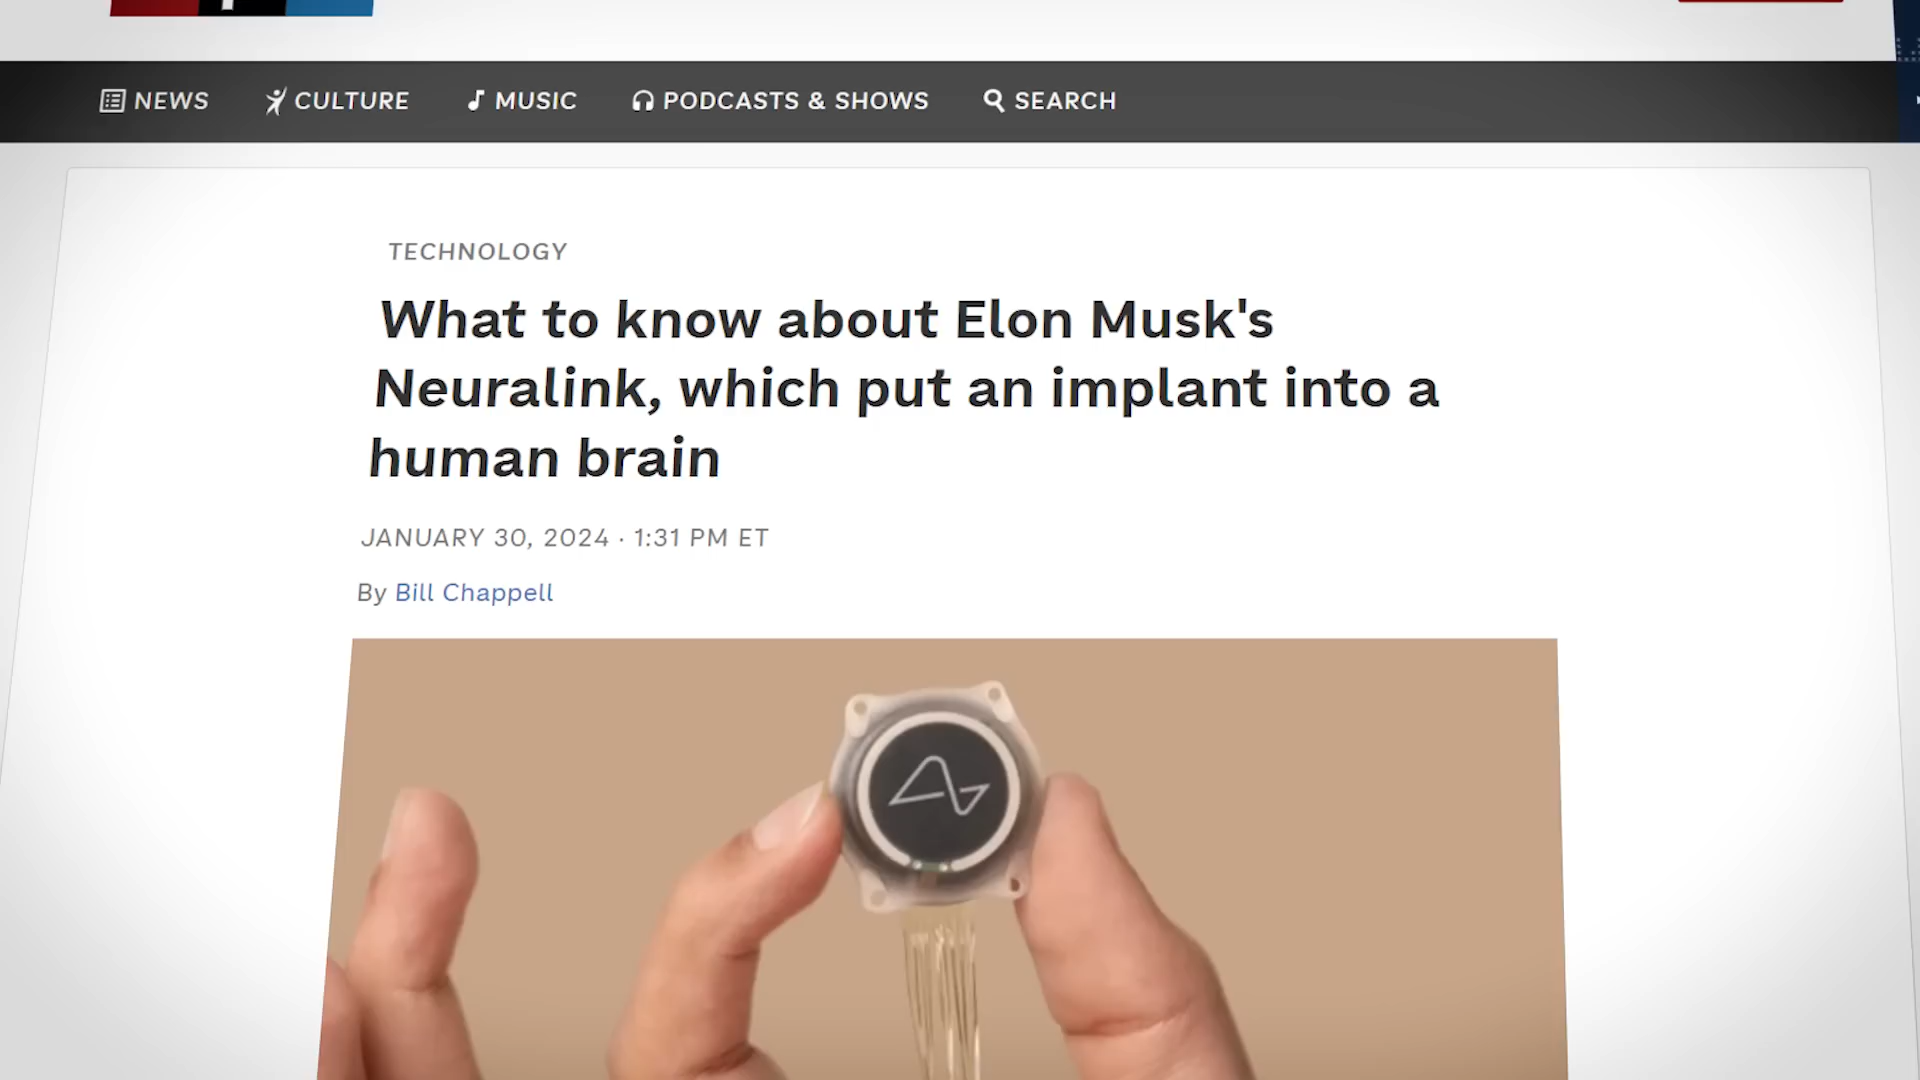 NEWS
CULTURE
MUSIC
PODCASTS & SHOWS
SEARCH
TECHNOLOGY
What to know about Elon Musk's
Neuralink, which put an implant into a
human brain
JANUARY 30, 2024 · 1:31 PM ET
By Bill Chappell